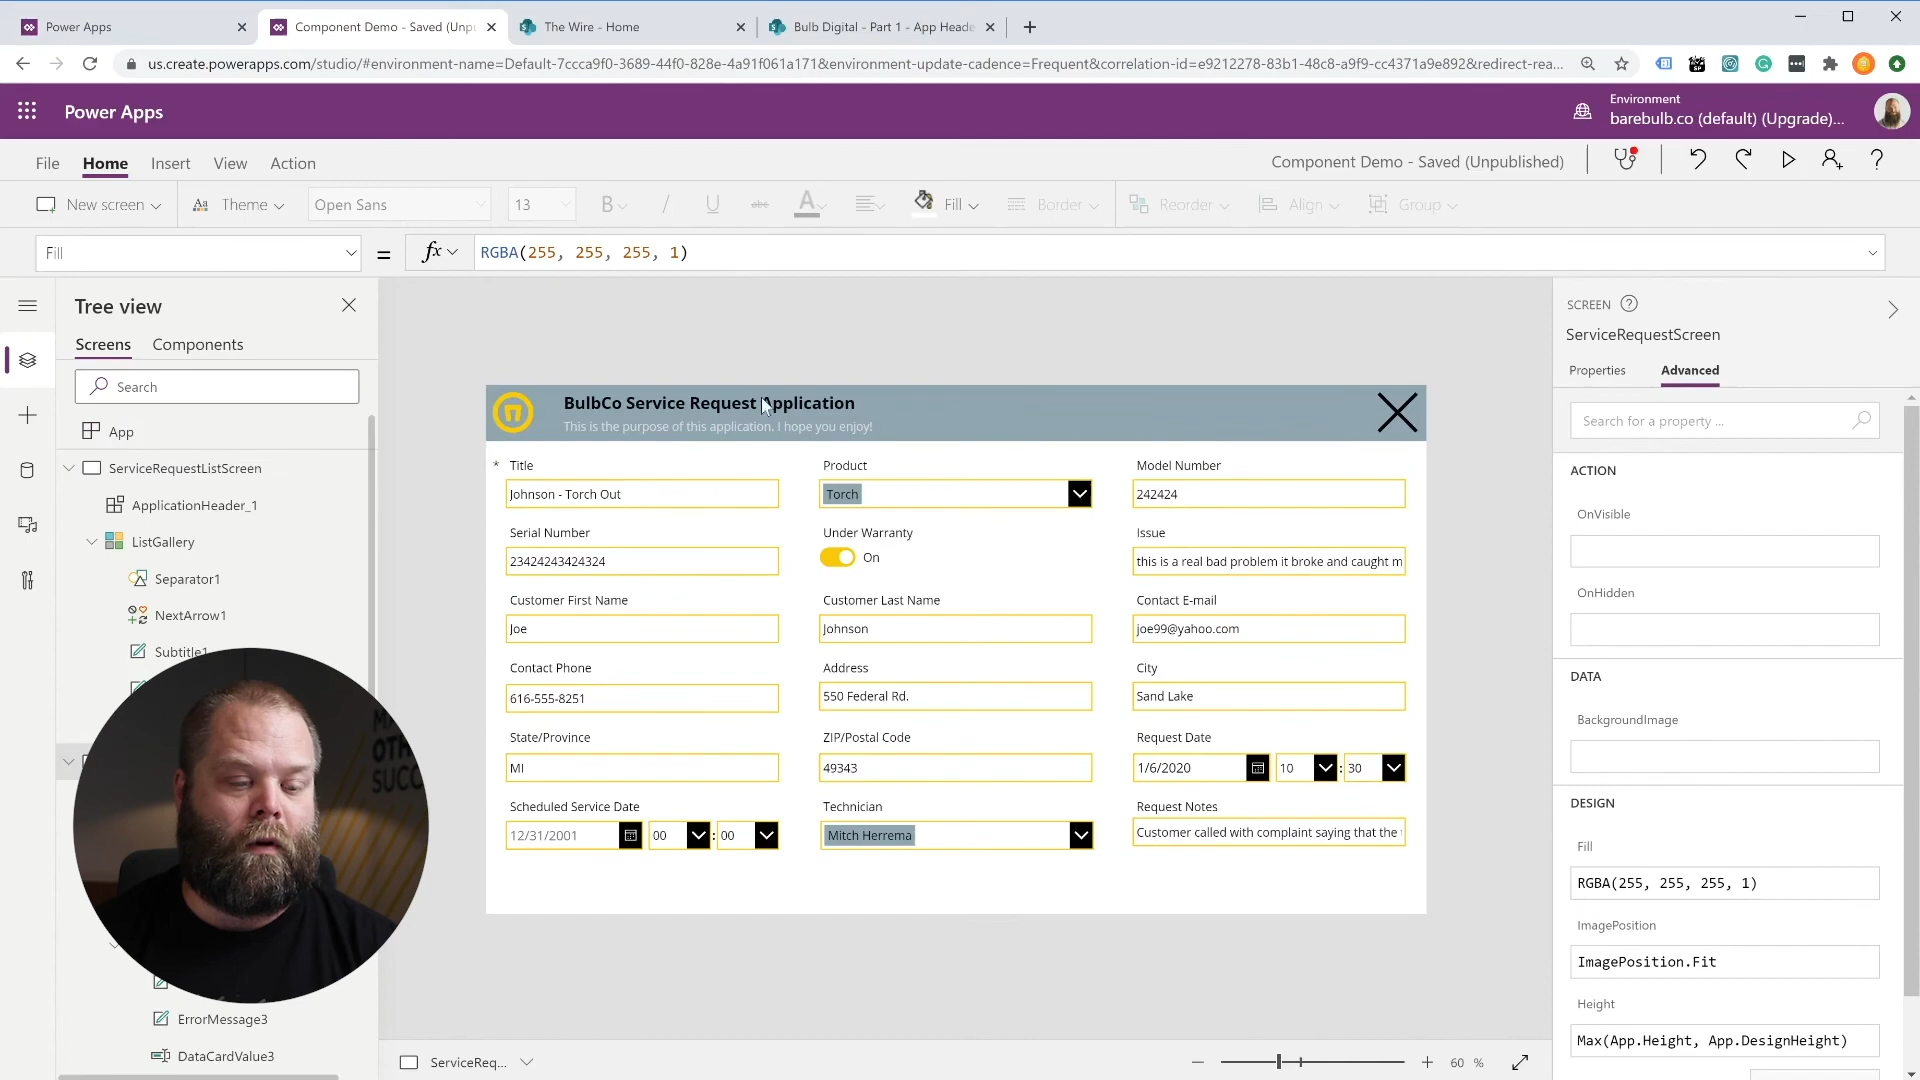 Power Apps
Component Demo - Saved (Unpu
The Wire - Home
Bulb Digital - Part 1 - App Heade
us.create.powerapps.com/studio/#environment-name=Default-7ccca9f0-3689-44f0-828e-4a91f061a171&environment-update-cadence=Frequent&correlation-id=e9212278-83b1-48c8-a9f9-cc4371a9e892&redirect-rea...
Power Apps
Environment
barebulb.co (default) (Upgrade)...
File Home Insert View Action
Component Demo - Saved (Unpublished)
New screen
Aa Theme
Open Sans
13
B / U abc A
Fill
Border
Reorder
Align
Group
Fill
= fx RGBA(255, 255, 255, 1)
Tree view
Screens Components
Search
App
ServiceRequestListScreen
ApplicationHeader_1
ListGallery
Separator1
NextArrow1
Subtitle1
ErrorMessage3
DataCardValue3
BulbCo Service Request Application
This is the purpose of this application. I hope you enjoy!
* Title Product Model Number
Johnson - Torch Out Torch 242424
Serial Number Under Warranty Issue
23424243424324 On this is a real bad problem it broke and caught m
Customer First Name Customer Last Name Contact E-mail
Joe Johnson joe99@yahoo.com
Contact Phone Address City
616-555-8251 550 Federal Rd. Sand Lake
State/Province ZIP/Postal Code Request Date
MI 49343 1/6/2020 10 : 30
Scheduled Service Date Technician Request Notes
12/31/2001 00 : 00 Mitch Herrema Customer called with complaint saying that the
SCREEN ?
ServiceRequestScreen
Properties Advanced
Search for a property ...
ACTION
OnVisible
OnHidden
DATA
BackgroundImage
DESIGN
Fill
RGBA(255, 255, 255, 1)
ImagePosition
ImagePosition.Fit
Height
Max(App.Height, App.DesignHeight)
ServiceReq...
60 %